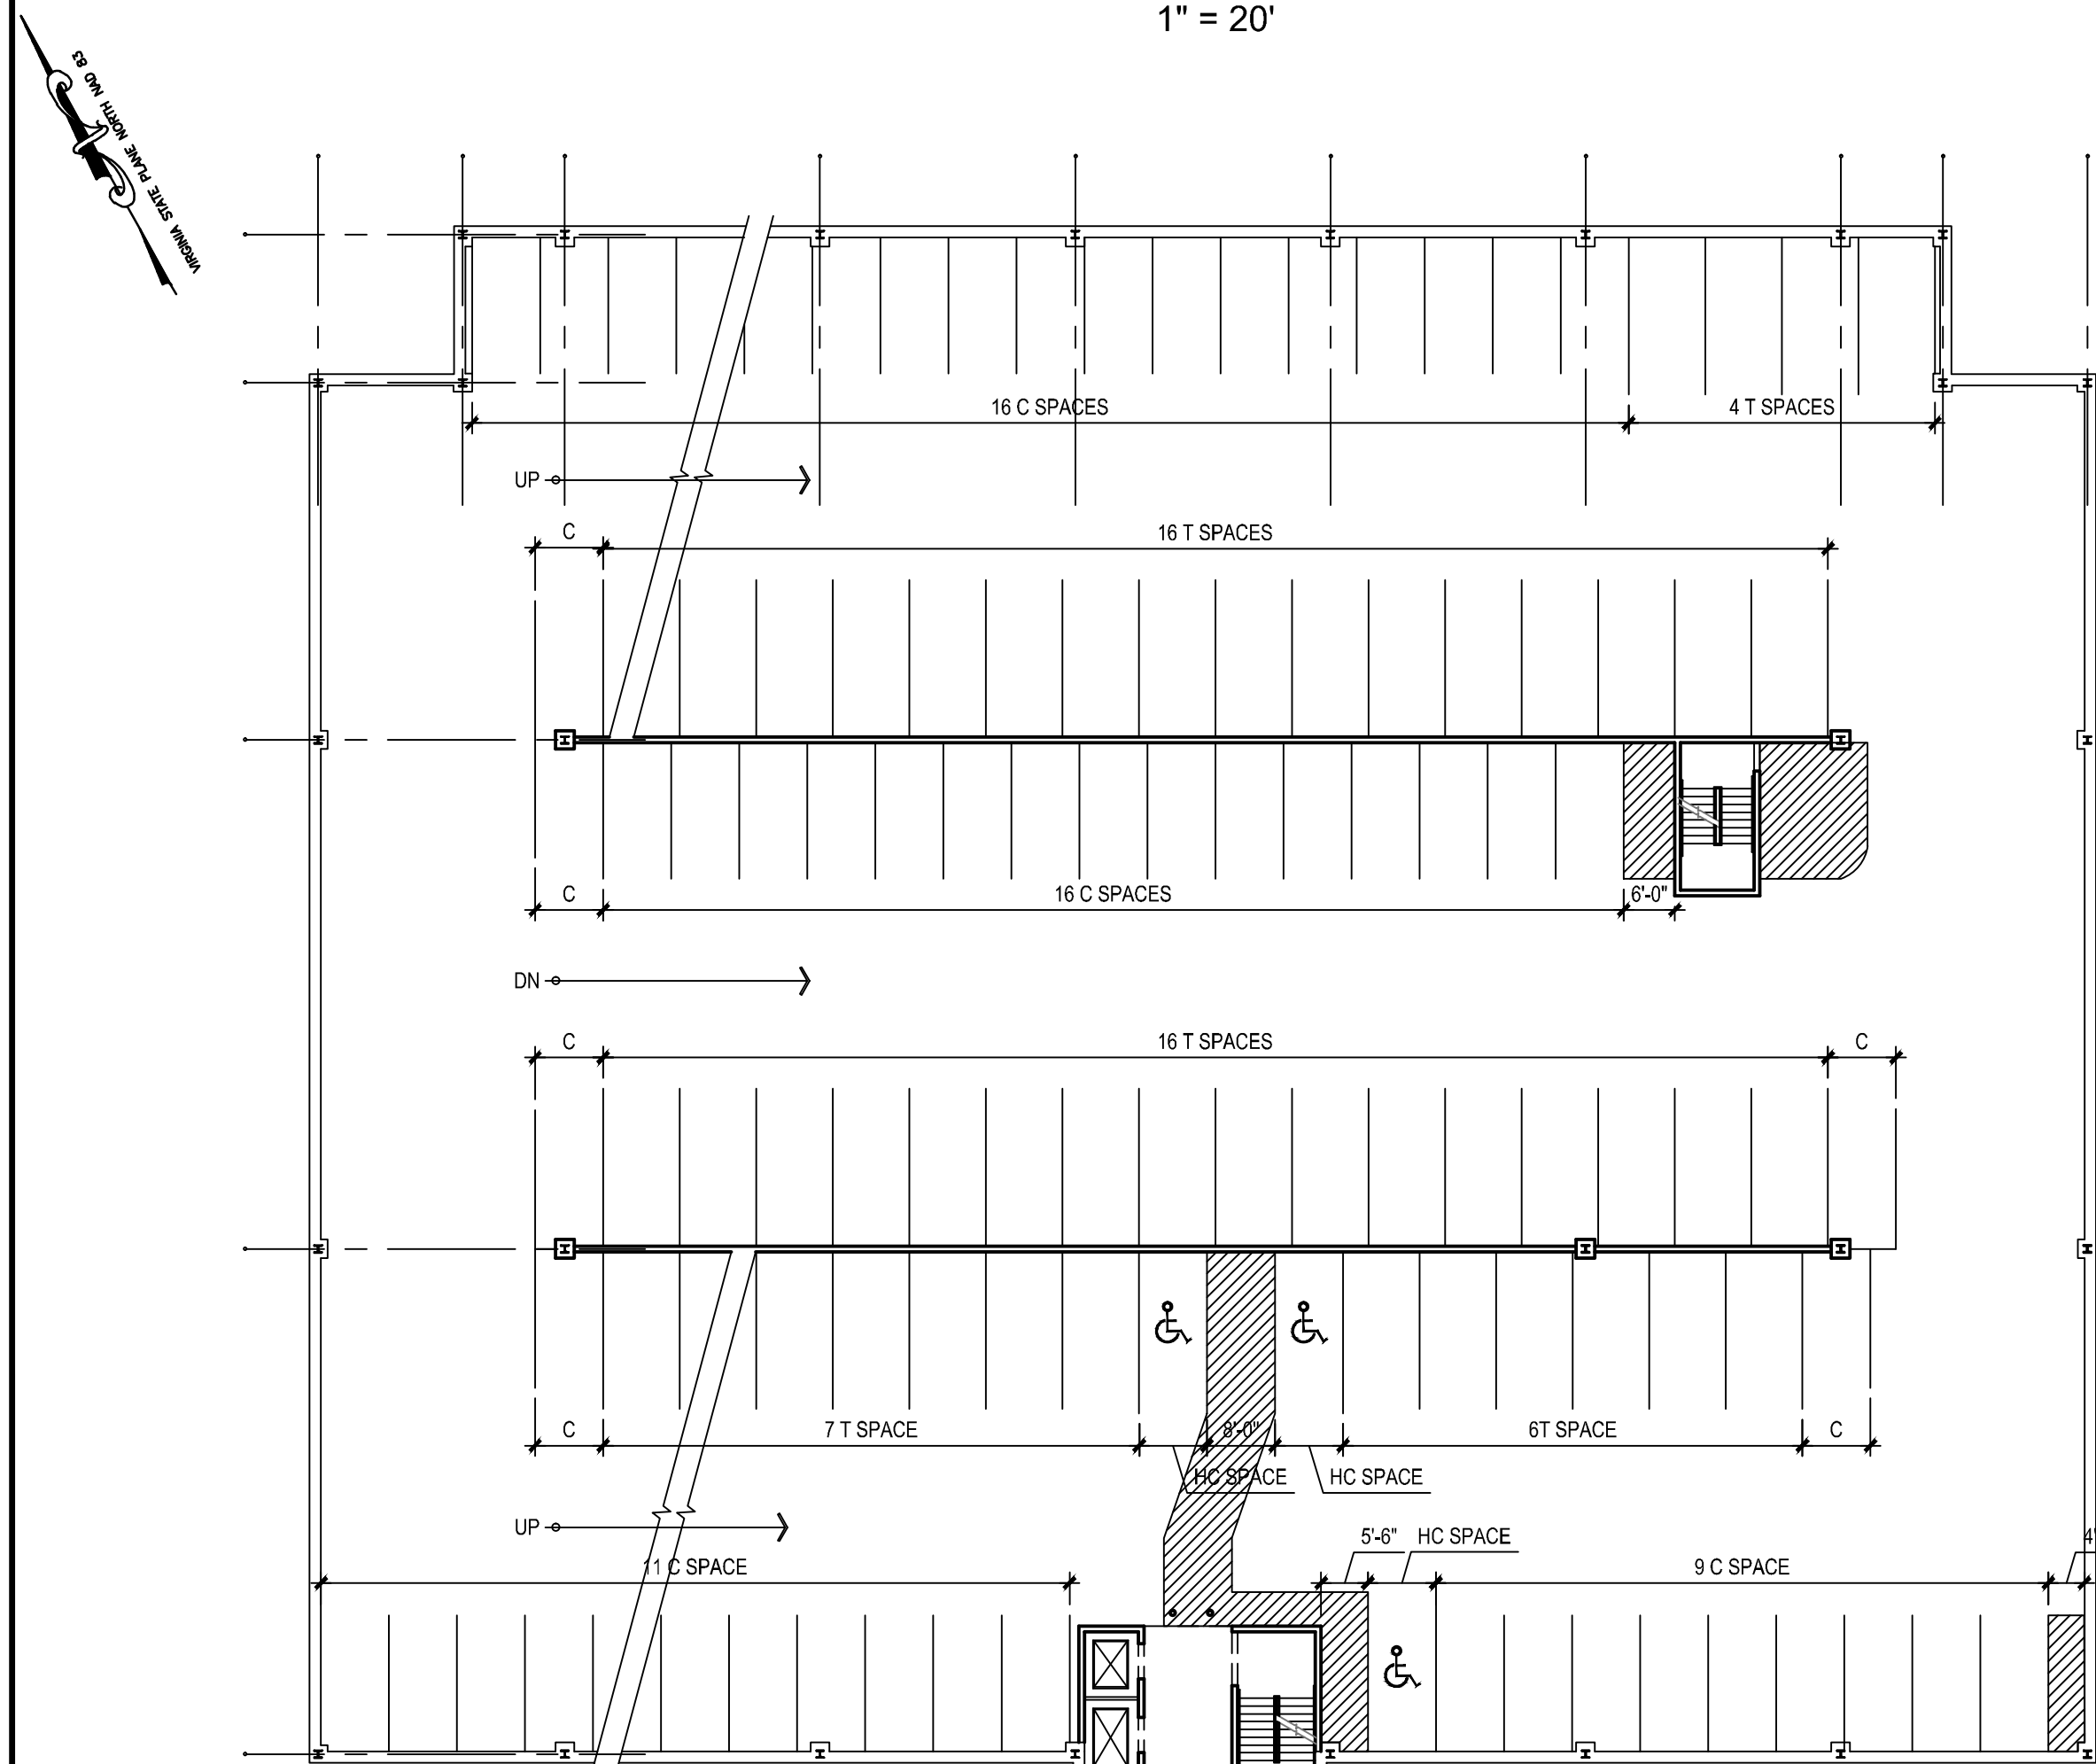 1" = 20'
VIRGINIA STATE PLANE NORTH NAD 83
16 C SPACES
4 T SPACES
UP
C
16 T SPACES
C
16 C SPACES
6'-0"
DN
C
16 T SPACES
C
C
7 T SPACE
8'-0"
6T SPACE
C
HC SPACE
HC SPACE
UP
5'-6"
HC SPACE
11 C SPACE
9 C SPACE